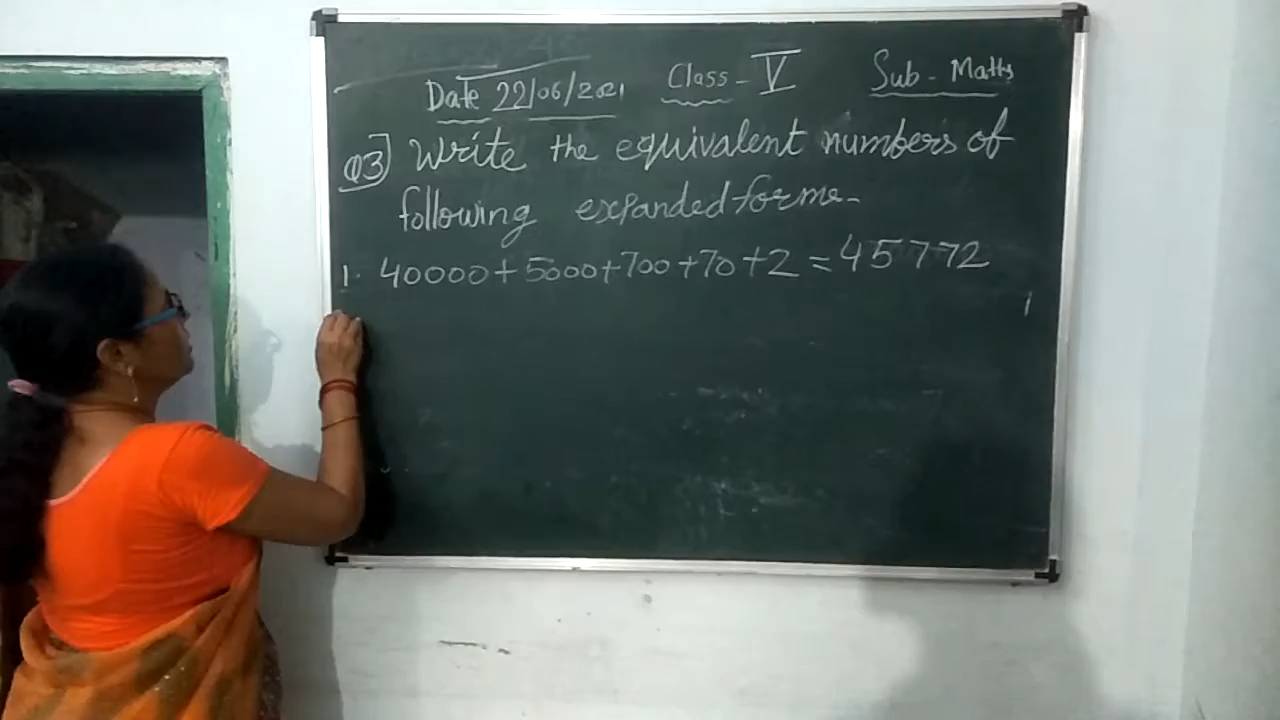 Date 22/06/2021 Class - V Sub - Maths
Q3] Write the equivalent numbers of
following expanded forms -
1. 40000+5000+700+70+2=45772